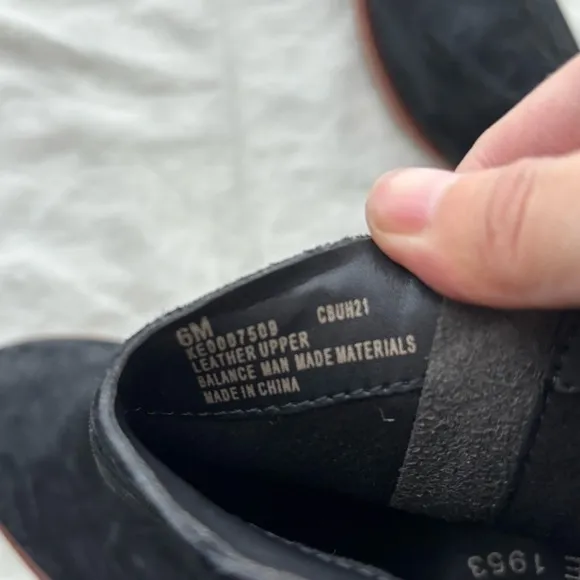 6M
KE0007509 CBUH21
LEATHER UPPER
BALANCE MAN MADE MATERIALS
MADE IN CHINA
1953